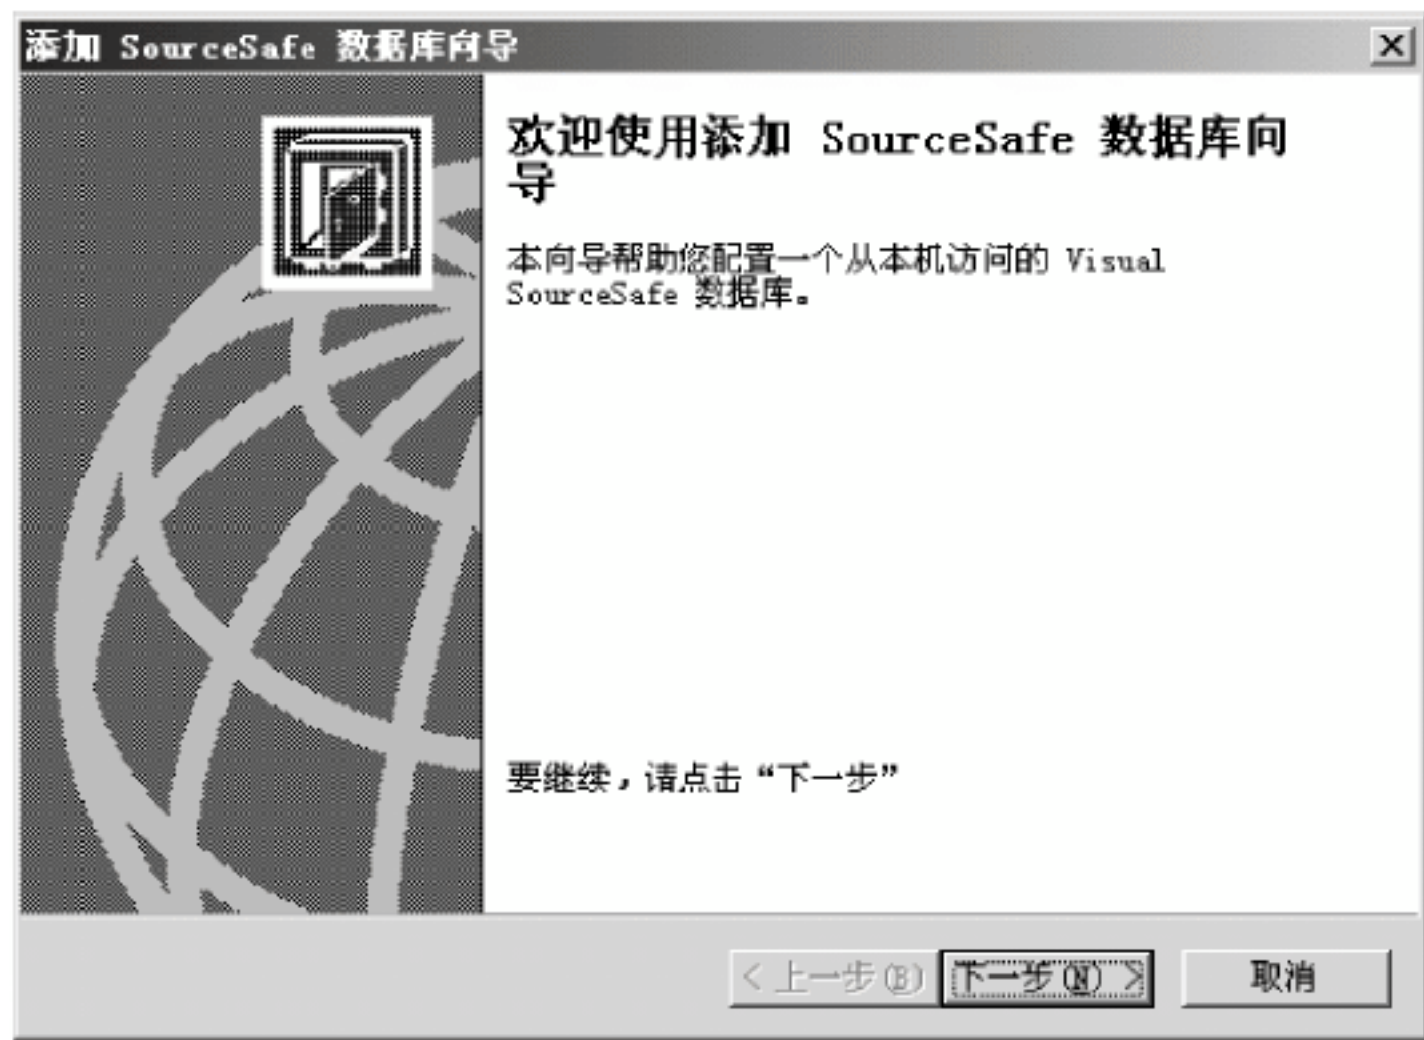 添加 SourceSafe 数据库向导
欢迎使用添加 SourceSafe 数据库向
导
本向导帮助您配置一个从本机访问的 Visual
SourceSafe 数据库。
要继续，请点击“下一步”
< 上一步(B) 下一步(N) > 取消